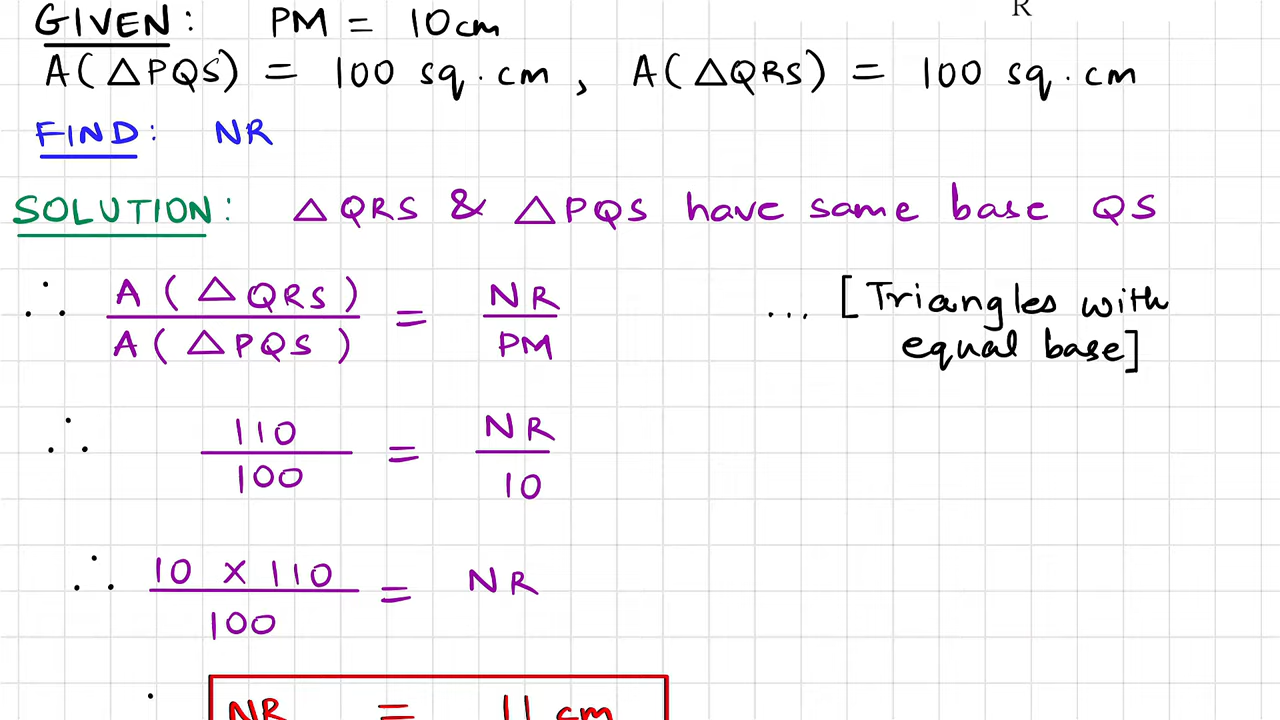 R
GIVEN: PM = 10cm
A(△PQS) = 100 sq.cm, A(△QRS) = 100 sq.cm
FIND: NR
SOLUTION: △QRS & △PQS have same base QS
∴ A(△QRS) / A(△PQS) = NR / PM ... [Triangles with
equal base]
∴ 110 / 100 = NR / 10
∴ 10 × 110 / 100 = NR
NR = 11 cm